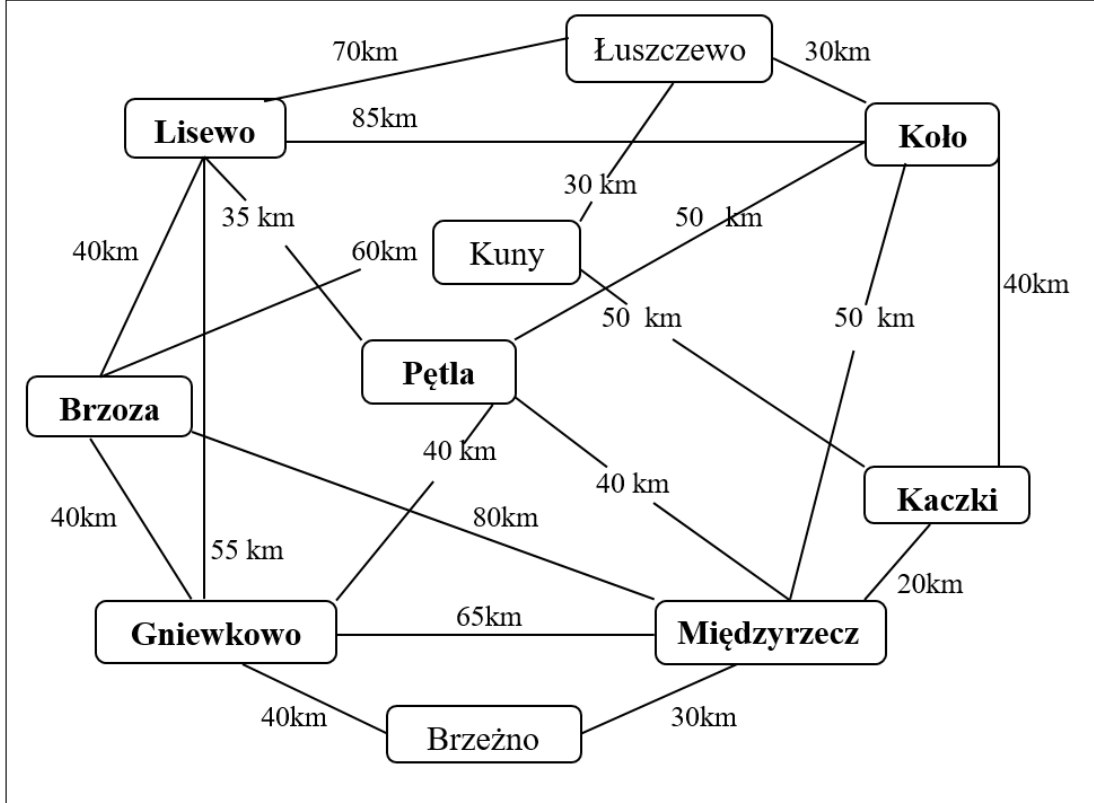 70km
Łuszczewo
30km
Lisewo
85km
Koło
30 km
35 km
50 km
40km
60km
Kuny
40km
50 km
50 km
Pętla
Brzoza
40 km
40 km
Kaczki
40km
80km
55 km
20km
Gniewkowo
65km
Międzyrzecz
40km
30km
Brzeżno